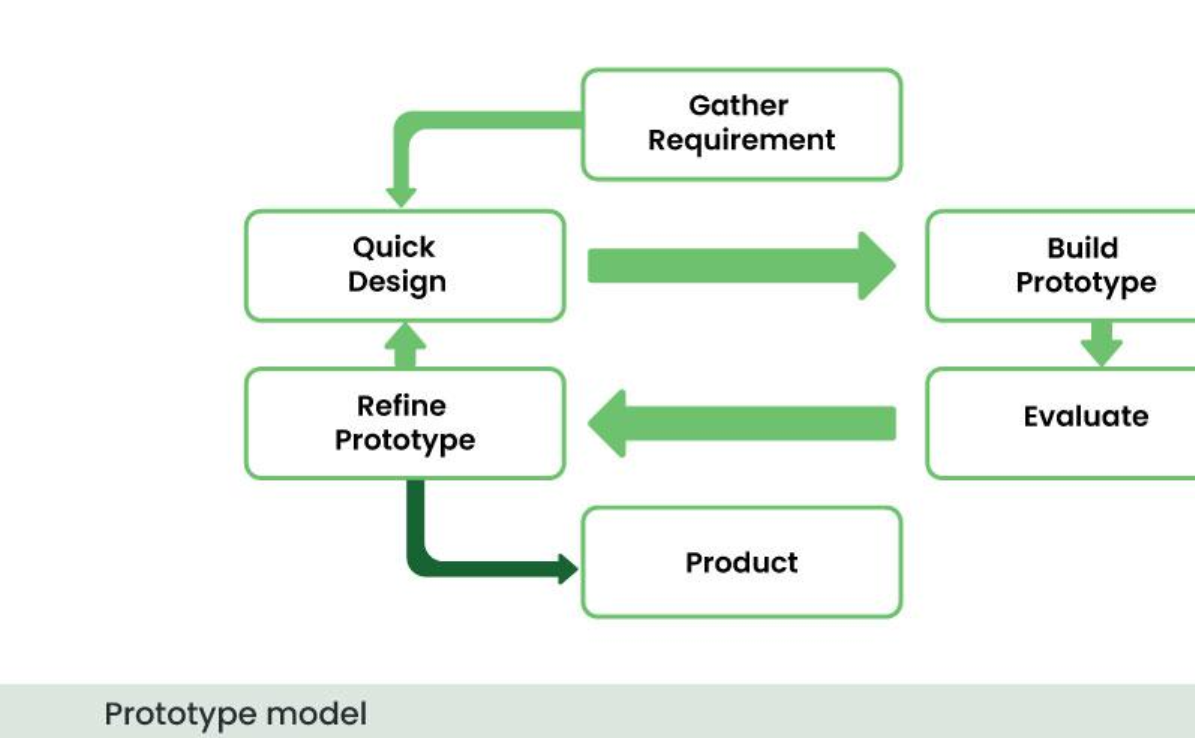 Gather
Requirement
Quick
Design
Build
Prototype
Refine
Prototype
Evaluate
Product
Prototype model